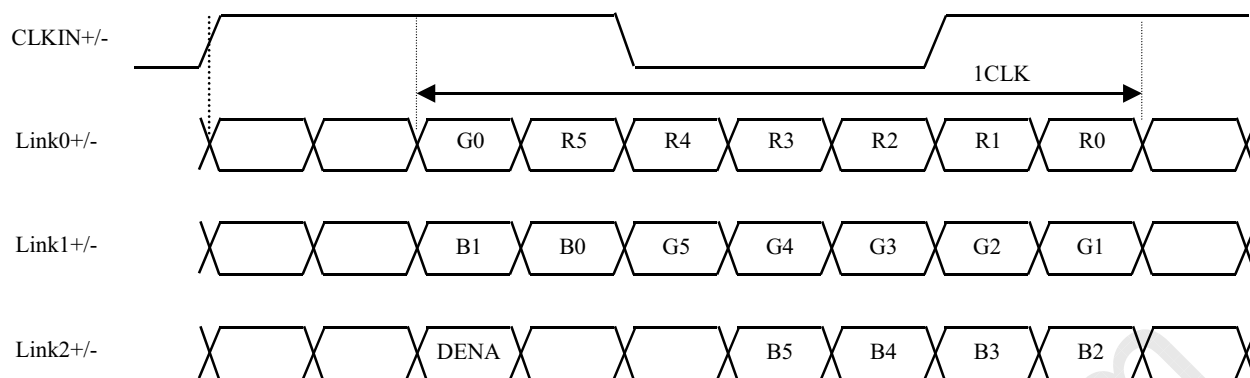 CLKIN+/-
1CLK
Link0+/- G0 R5 R4 R3 R2 R1 R0
Link1+/- B1 B0 G5 G4 G3 G2 G1
Link2+/- DENA B5 B4 B3 B2